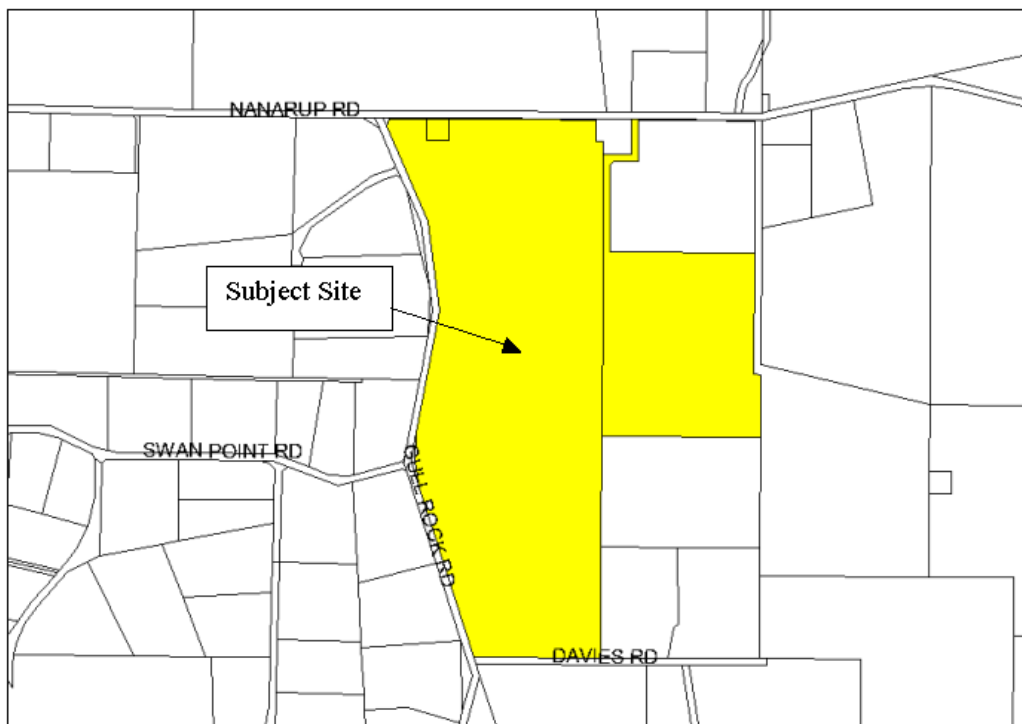 NANARUP RD
Subject Site
SWAN POINT RD
GULL ROCK RD
DAVIES RD